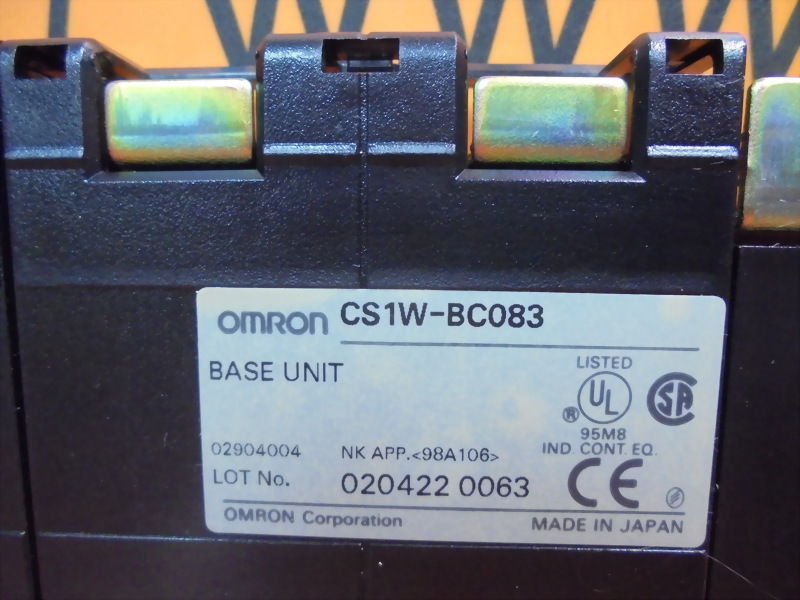 OMRON CS1W-BC083
BASE UNIT
LISTED
UL
®
SA
95M8
02904004 NK APP.<98A106> IND. CONT. EQ.
LOT No. 020422 0063 CE
OMRON Corporation MADE IN JAPAN